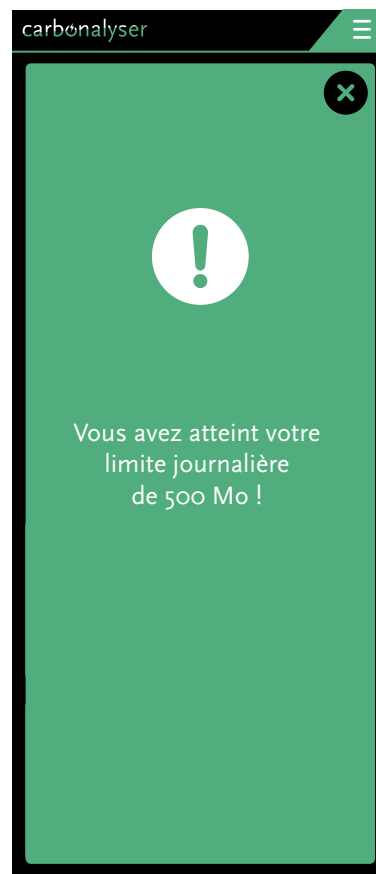 carbonalyser
Vous avez atteint votre
limite journalière
de 500 Mo !